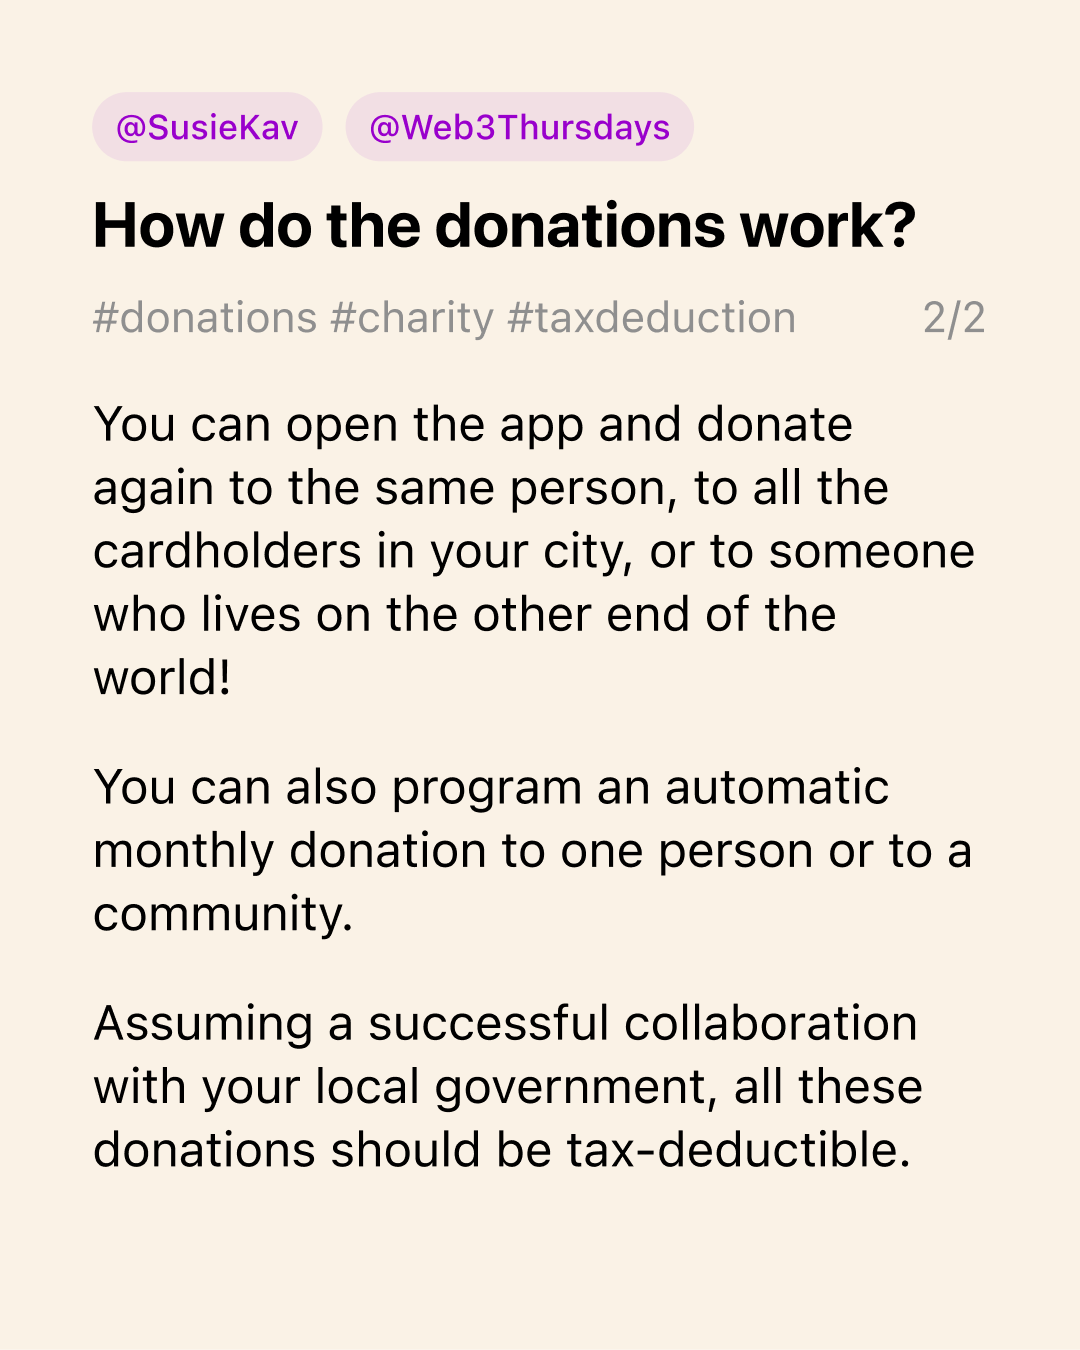 @SusieKav @Web3Thursdays
How do the donations work?
#donations #charity #taxdeduction 2/2
You can open the app and donate
again to the same person, to all the
cardholders in your city, or to someone
who lives on the other end of the
world!
You can also program an automatic
monthly donation to one person or to a
community.
Assuming a successful collaboration
with your local government, all these
donations should be tax-deductible.